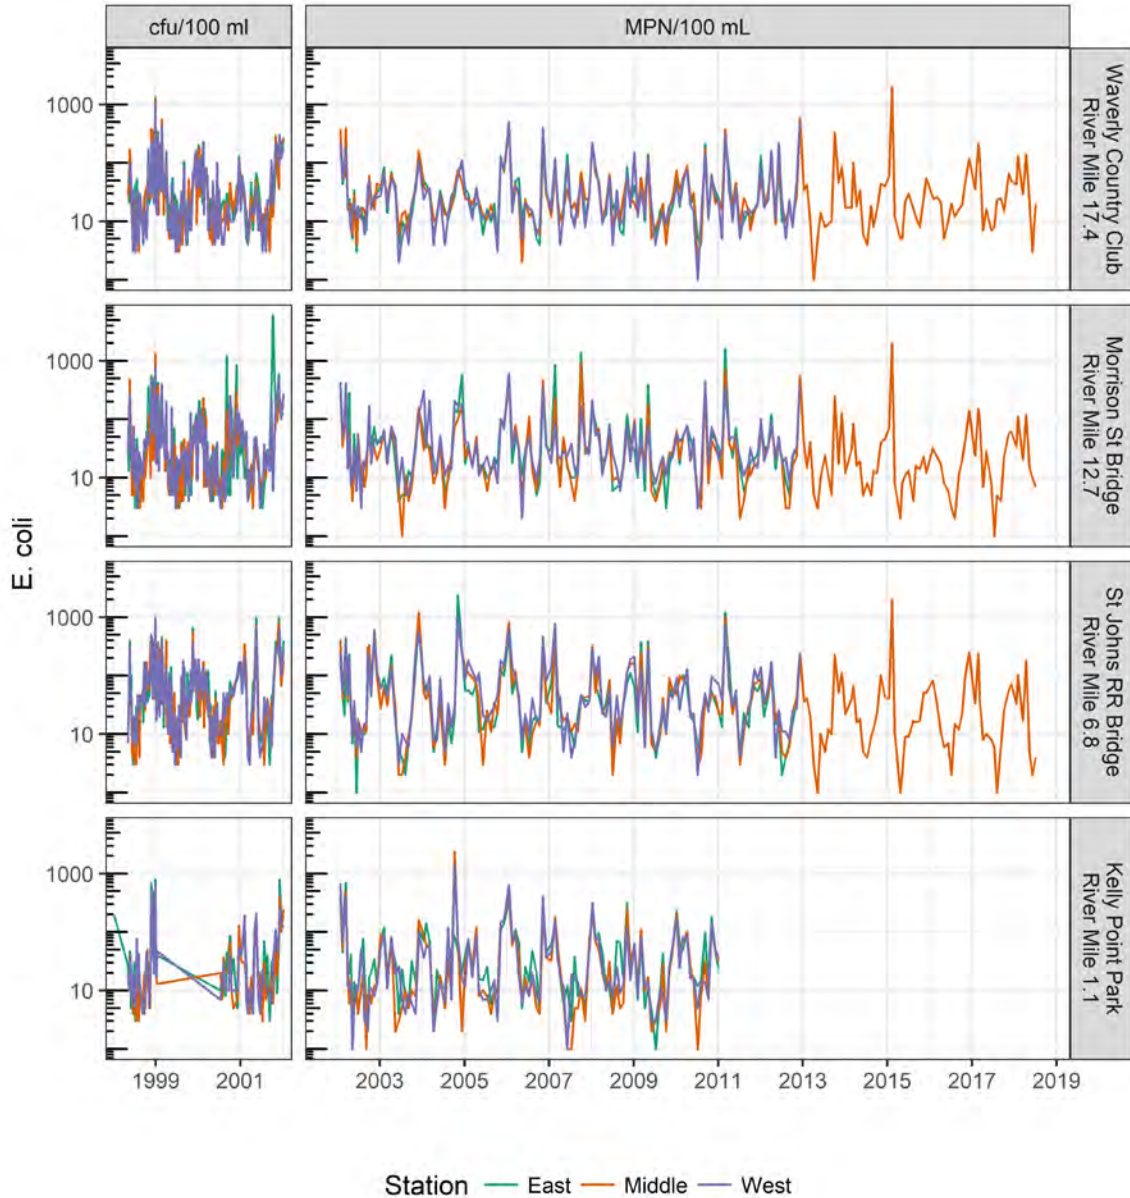 cfu/100 ml
MPN/100 mL
E. coli
1000
10
Waverly Country Club
River Mile 17.4
1000
10
Morrison St Bridge
River Mile 12.7
1000
10
St Johns RR Bridge
River Mile 6.8
1000
10
Kelly Point Park
River Mile 1.1
1999 2001 2003 2005 2007 2009 2011 2013 2015 2017 2019
Station East Middle West